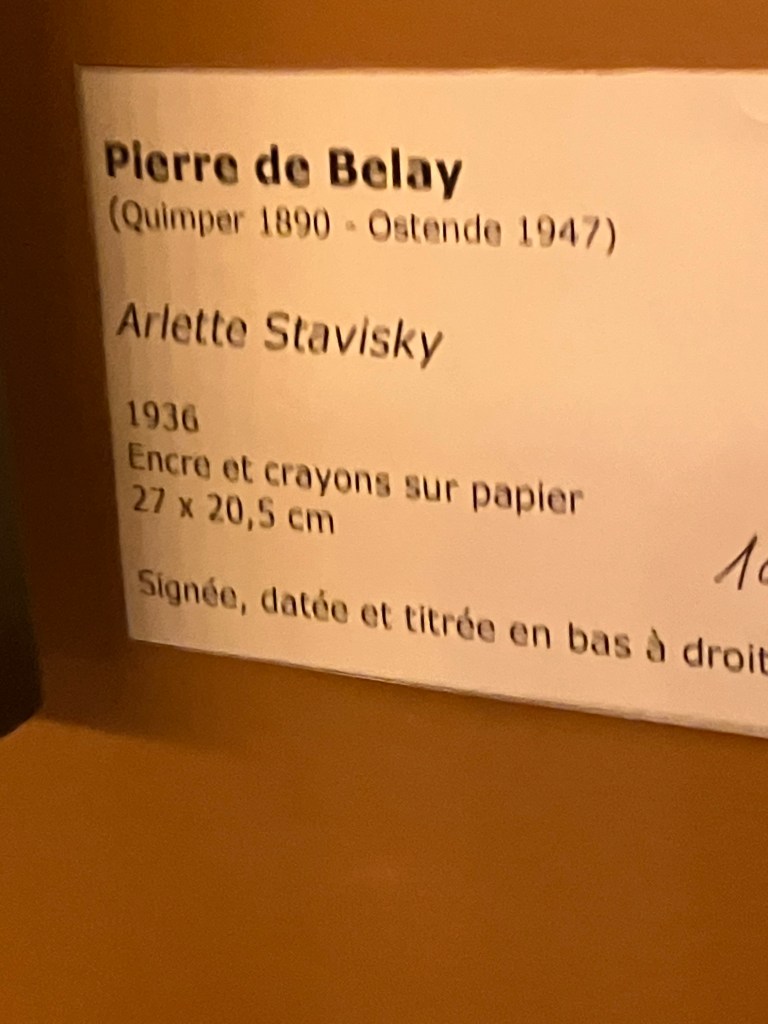 Pierre de Belay
(Quimper 1890 - Ostende 1947)
Arlette Stavisky
1936
Encre et crayons sur papier
27 x 20,5 cm
Signée, datée et titrée en bas à droit